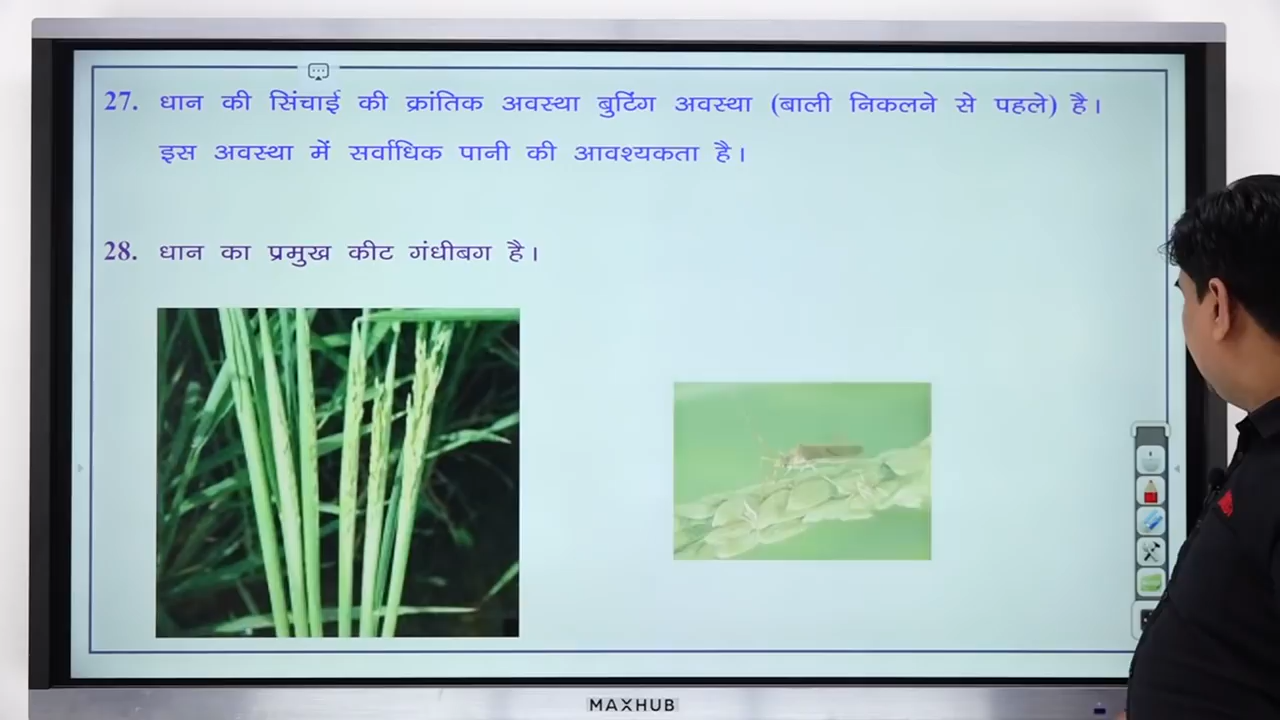 27. धान की सिंचाई की क्रांतिक अवस्था बुटिंग अवस्था (बाली निकलने से पहले) है।
इस अवस्था में सर्वाधिक पानी की आवश्यकता है।
28. धान का प्रमुख कीट गंधीबग है।
MAXHUB